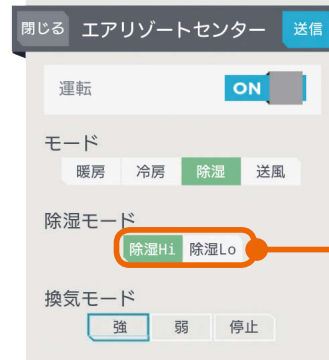 閉じる エアリゾートセンター 送信
運転 ON
モード
暖房 冷房 除湿 送風
除湿モード
除湿Hi 除湿Lo
換気モード
強 弱 停止